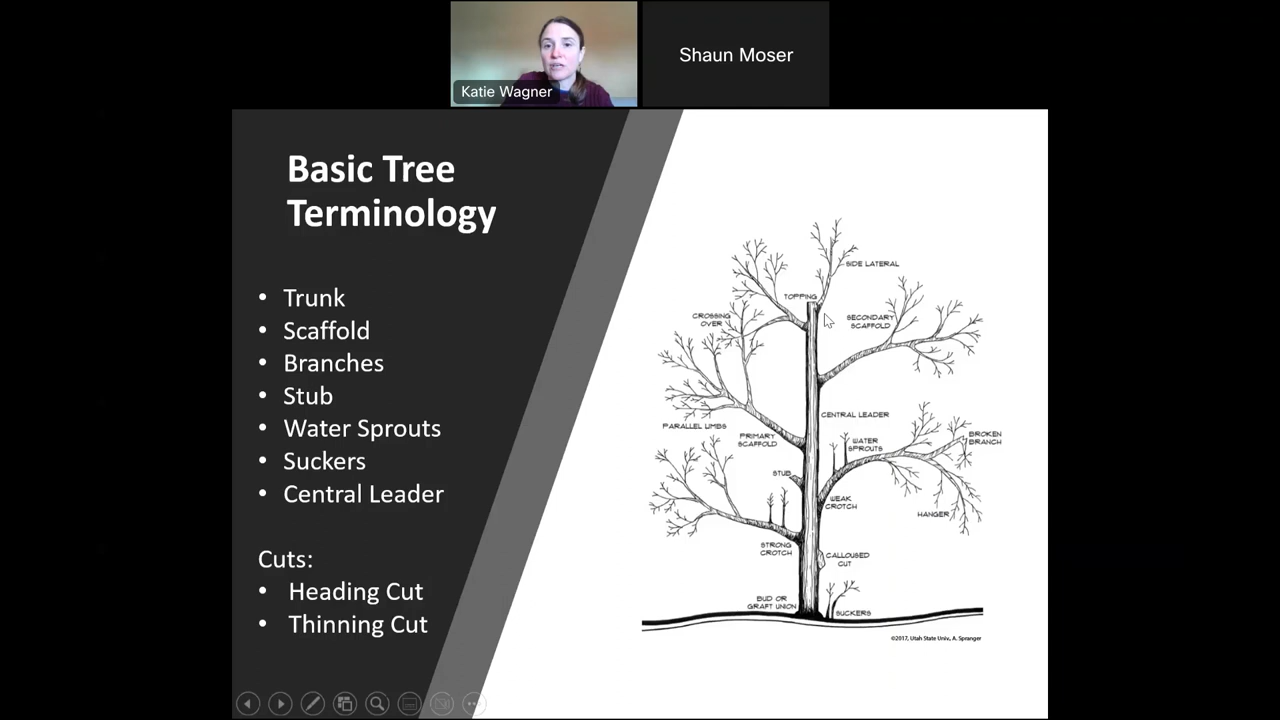 Katie Wagner
Shaun Moser
Basic Tree
Terminology
• Trunk
• Scaffold
• Branches
• Stub
• Water Sprouts
• Suckers
• Central Leader
Cuts:
• Heading Cut
• Thinning Cut
SIDE LATERAL
TOPPING
CROSSING
OVER
SECONDARY
SCAFFOLD
CENTRAL LEADER
PARALLEL LIMBS
PRIMARY
SCAFFOLD
WATER
SPROUTS
BROKEN
BRANCH
STUB
WEAK
CROTCH
HANGER
STRONG
CROTCH
CALLOUSED
CUT
BUD OR
GRAFT UNION
SUCKERS
©2017, Utah State Univ., A. Spranger